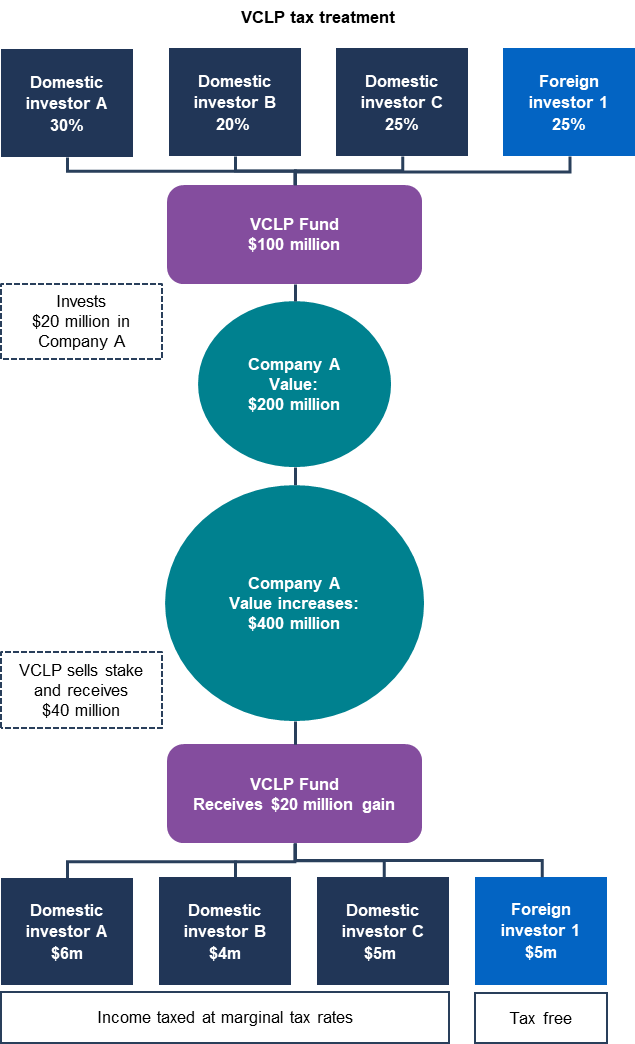 VCLP tax treatment
Domestic
investor A
30%
Domestic
investor B
20%
Domestic
investor C
25%
Foreign
investor 1
25%
VCLP Fund
$100 million
Invests
$20 million in
Company A
Company A
Value:
$200 million
Company A
Value increases:
$400 million
VCLP sells stake
and receives
$40 million
VCLP Fund
Receives $20 million gain
Domestic
investor A
$6m
Domestic
investor B
$4m
Domestic
investor C
$5m
Foreign
investor 1
$5m
Income taxed at marginal tax rates
Tax free